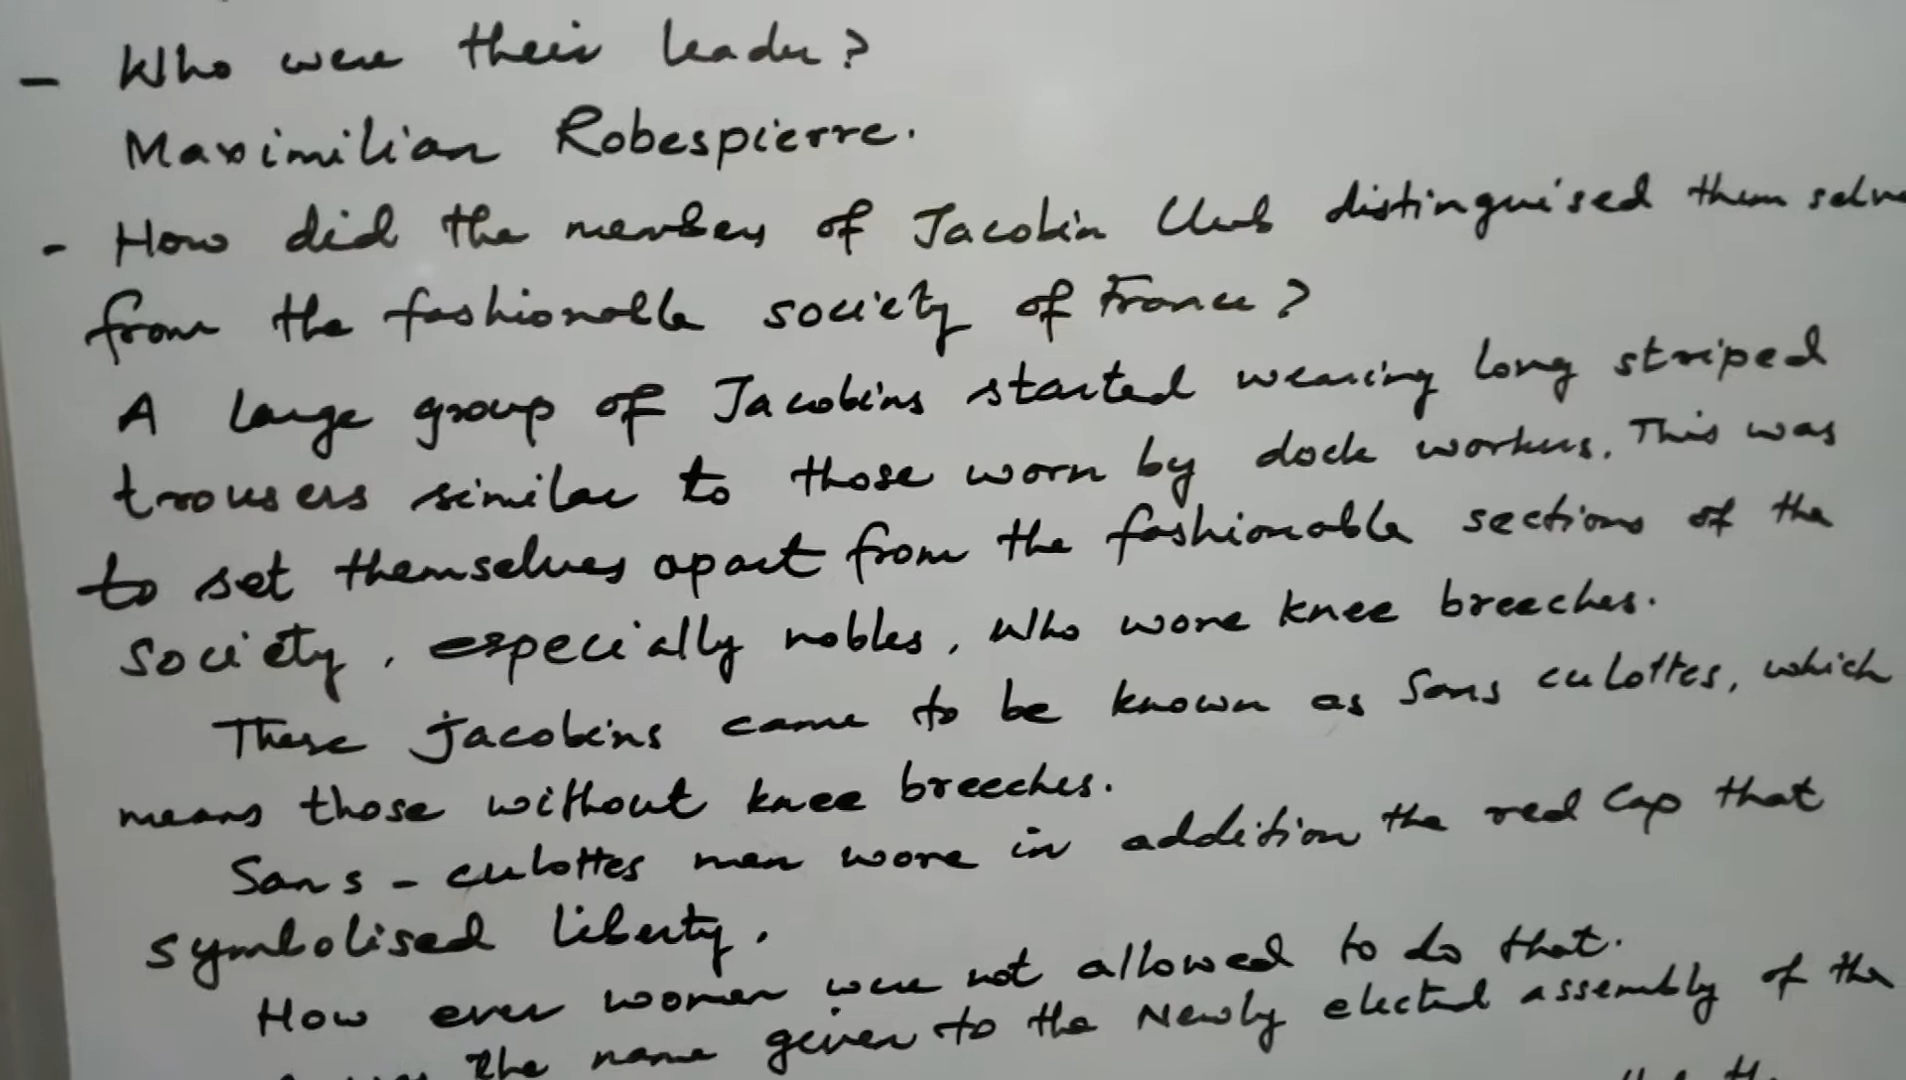 - Who were their leader?
Maximilian Robespierre.
- How did the members of Jacobin Club distinguised them selve
from the fashionable society of France?
A large group of Jacobins started wearing long striped
trousers similar to those worn by dock workers. This was
to set themselves apart from the fashionable sections of the
society, especially nobles, who wore knee breeches.
These jacobins came to be known as Sans culottes, which
means those without knee breeches.
Sans-culottes men wore in addition the red Cap that
symbolised liberty.
How ever women were not allowed to do that.
the name given to the Newly elected assembly of the